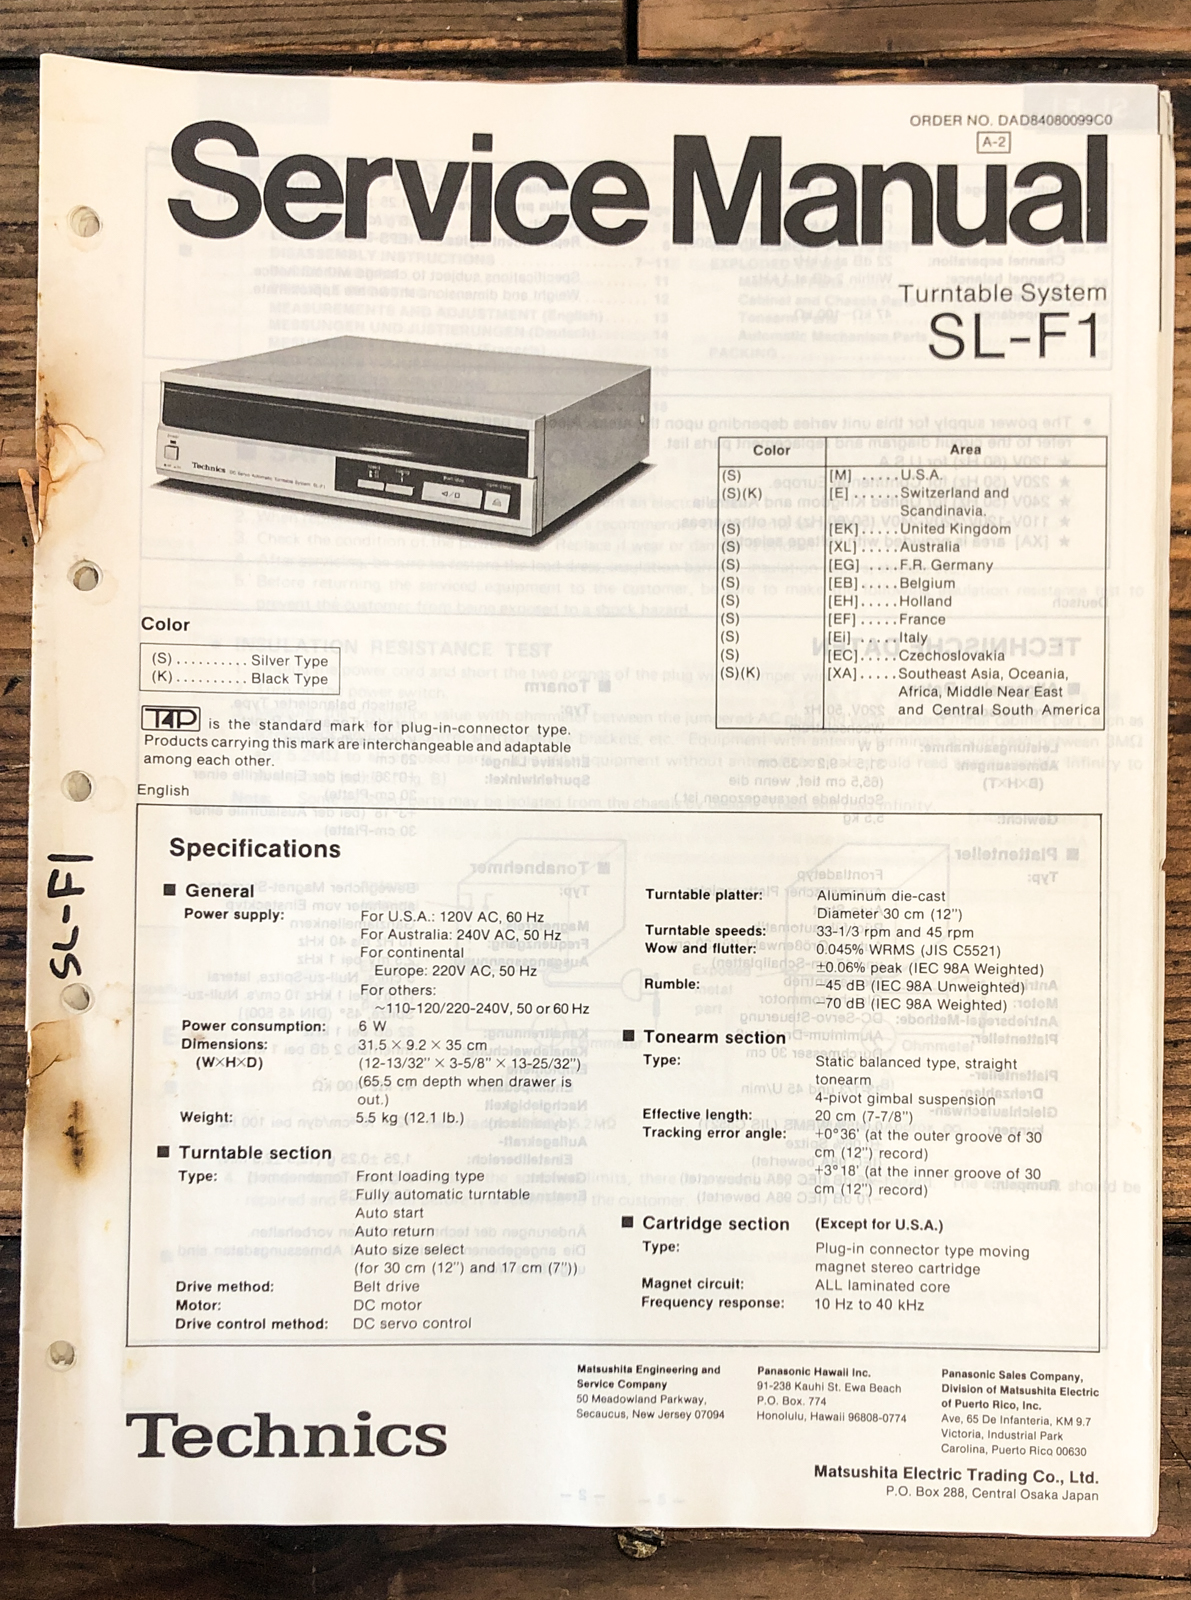 ORDER NO. DAD84080099C0
A-2
Service Manual
Turntable System
SL-F1
Technics
Color Area
(S) [M] ......U.S.A.
(S)(K) [E] ......Switzerland and
Scandinavia.
(S) [EK].....United Kingdom
(S) [XL].....Australia
(S) [EG] ....F.R. Germany
(S) [EB].....Belgium
(S) [EH].....Holland
(S) [EF] .....France
(S) [Ei] .....Italy
(S) [EC].....Czechoslovakia
(S)(K) [XA].....Southeast Asia, Oceania,
Africa, Middle Near East
and Central South America
Color
(S) .......... Silver Type
(K) .......... Black Type
T4P is the standard mark for plug-in-connector type.
Products carrying this mark are interchangeable and adaptable
among each other.
English
SL-F1
Specifications
■ General
Power supply: For U.S.A.: 120V AC, 60 Hz
For Australia: 240V AC, 50 Hz
For continental
Europe: 220V AC, 50 Hz
For others:
~110-120/220-240V, 50 or 60 Hz
Power consumption: 6 W
Dimensions: 31.5 × 9.2 × 35 cm
(W×H×D) (12-13/32" × 3-5/8" × 13-25/32")
(65.5 cm depth when drawer is
out.)
Weight: 5.5 kg (12.1 lb.)
■ Turntable section
Type: Front loading type
Fully automatic turntable
Auto start
Auto return
Auto size select
(for 30 cm (12") and 17 cm (7"))
Drive method: Belt drive
Motor: DC motor
Drive control method: DC servo control
Turntable platter: Aluminum die-cast
Diameter 30 cm (12")
Turntable speeds: 33-1/3 rpm and 45 rpm
Wow and flutter: 0.045% WRMS (JIS C5521)
±0.06% peak (IEC 98A Weighted)
Rumble: −45 dB (IEC 98A Unweighted)
−70 dB (IEC 98A Weighted)
■ Tonearm section
Type: Static balanced type, straight
tonearm
4-pivot gimbal suspension
Effective length: 20 cm (7-7/8")
Tracking error angle: +0°36' (at the outer groove of 30
cm (12") record)
+3°18' (at the inner groove of 30
cm (12") record)
■ Cartridge section (Except for U.S.A.)
Type: Plug-in connector type moving
magnet stereo cartridge
Magnet circuit: ALL laminated core
Frequency response: 10 Hz to 40 kHz
Technics
Matsushita Engineering and
Service Company
50 Meadowland Parkway,
Secaucus, New Jersey 07094
Panasonic Hawaii Inc.
91-238 Kauhi St. Ewa Beach
P.O. Box. 774
Honolulu, Hawaii 96808-0774
Panasonic Sales Company,
Division of Matsushita Electric
of Puerto Rico, Inc.
Ave, 65 De Infanteria, KM 9.7
Victoria, Industrial Park
Carolina, Puerto Rico 00630
Matsushita Electric Trading Co., Ltd.
P.O. Box 288, Central Osaka Japan